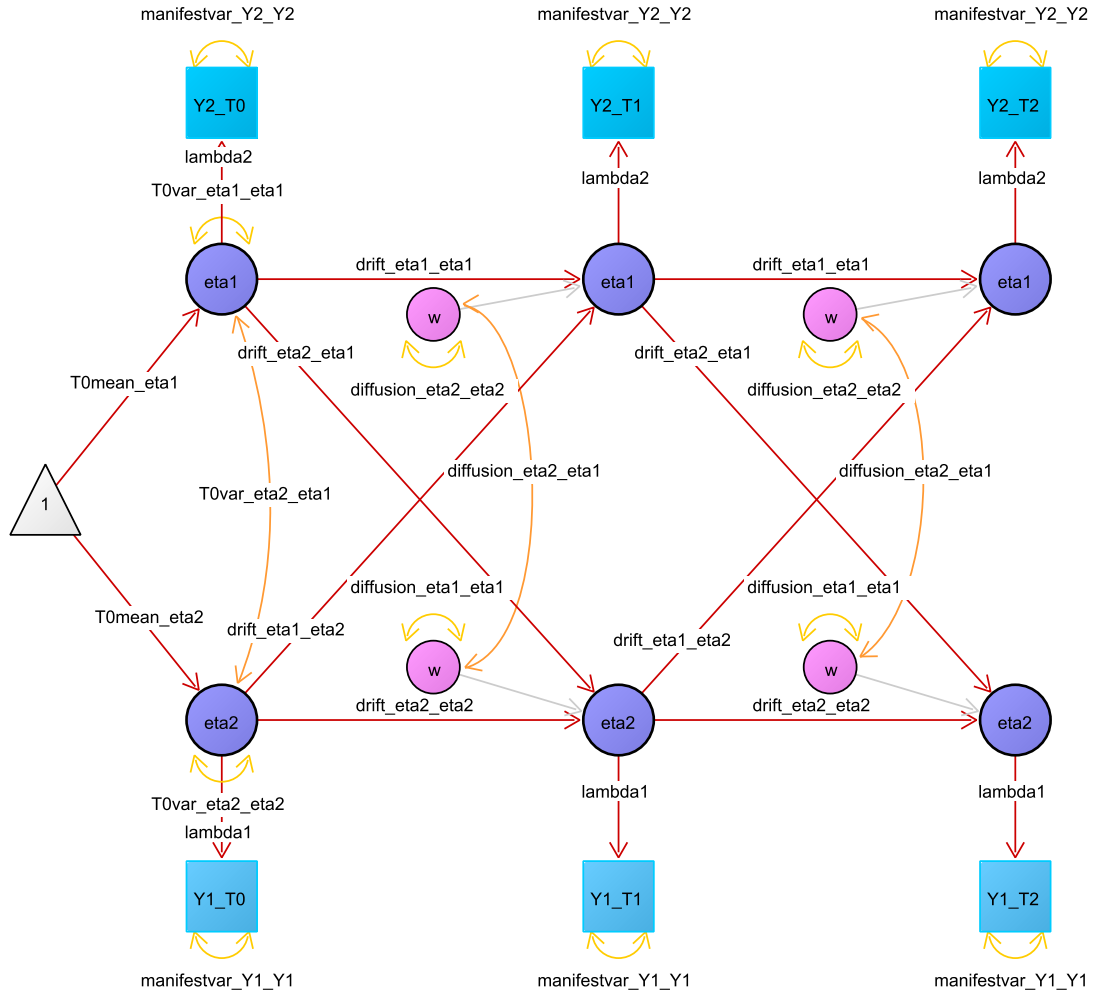 manifestvar_Y2_Y2
manifestvar_Y2_Y2
manifestvar_Y2_Y2
Y2_T0
Y2_T1
Y2_T2
lambda2
lambda2
lambda2
T0var_eta1_eta1
drift_eta1_eta1
drift_eta1_eta1
eta1
eta1
eta1
w
w
drift_eta2_eta1
drift_eta2_eta1
T0mean_eta1
diffusion_eta2_eta2
diffusion_eta2_eta2
diffusion_eta2_eta1
diffusion_eta2_eta1
T0var_eta2_eta1
1
diffusion_eta1_eta1
diffusion_eta1_eta1
T0mean_eta2
drift_eta1_eta2
drift_eta1_eta2
w
w
drift_eta2_eta2
drift_eta2_eta2
eta2
eta2
eta2
T0var_eta2_eta2
lambda1
lambda1
lambda1
Y1_T0
Y1_T1
Y1_T2
manifestvar_Y1_Y1
manifestvar_Y1_Y1
manifestvar_Y1_Y1